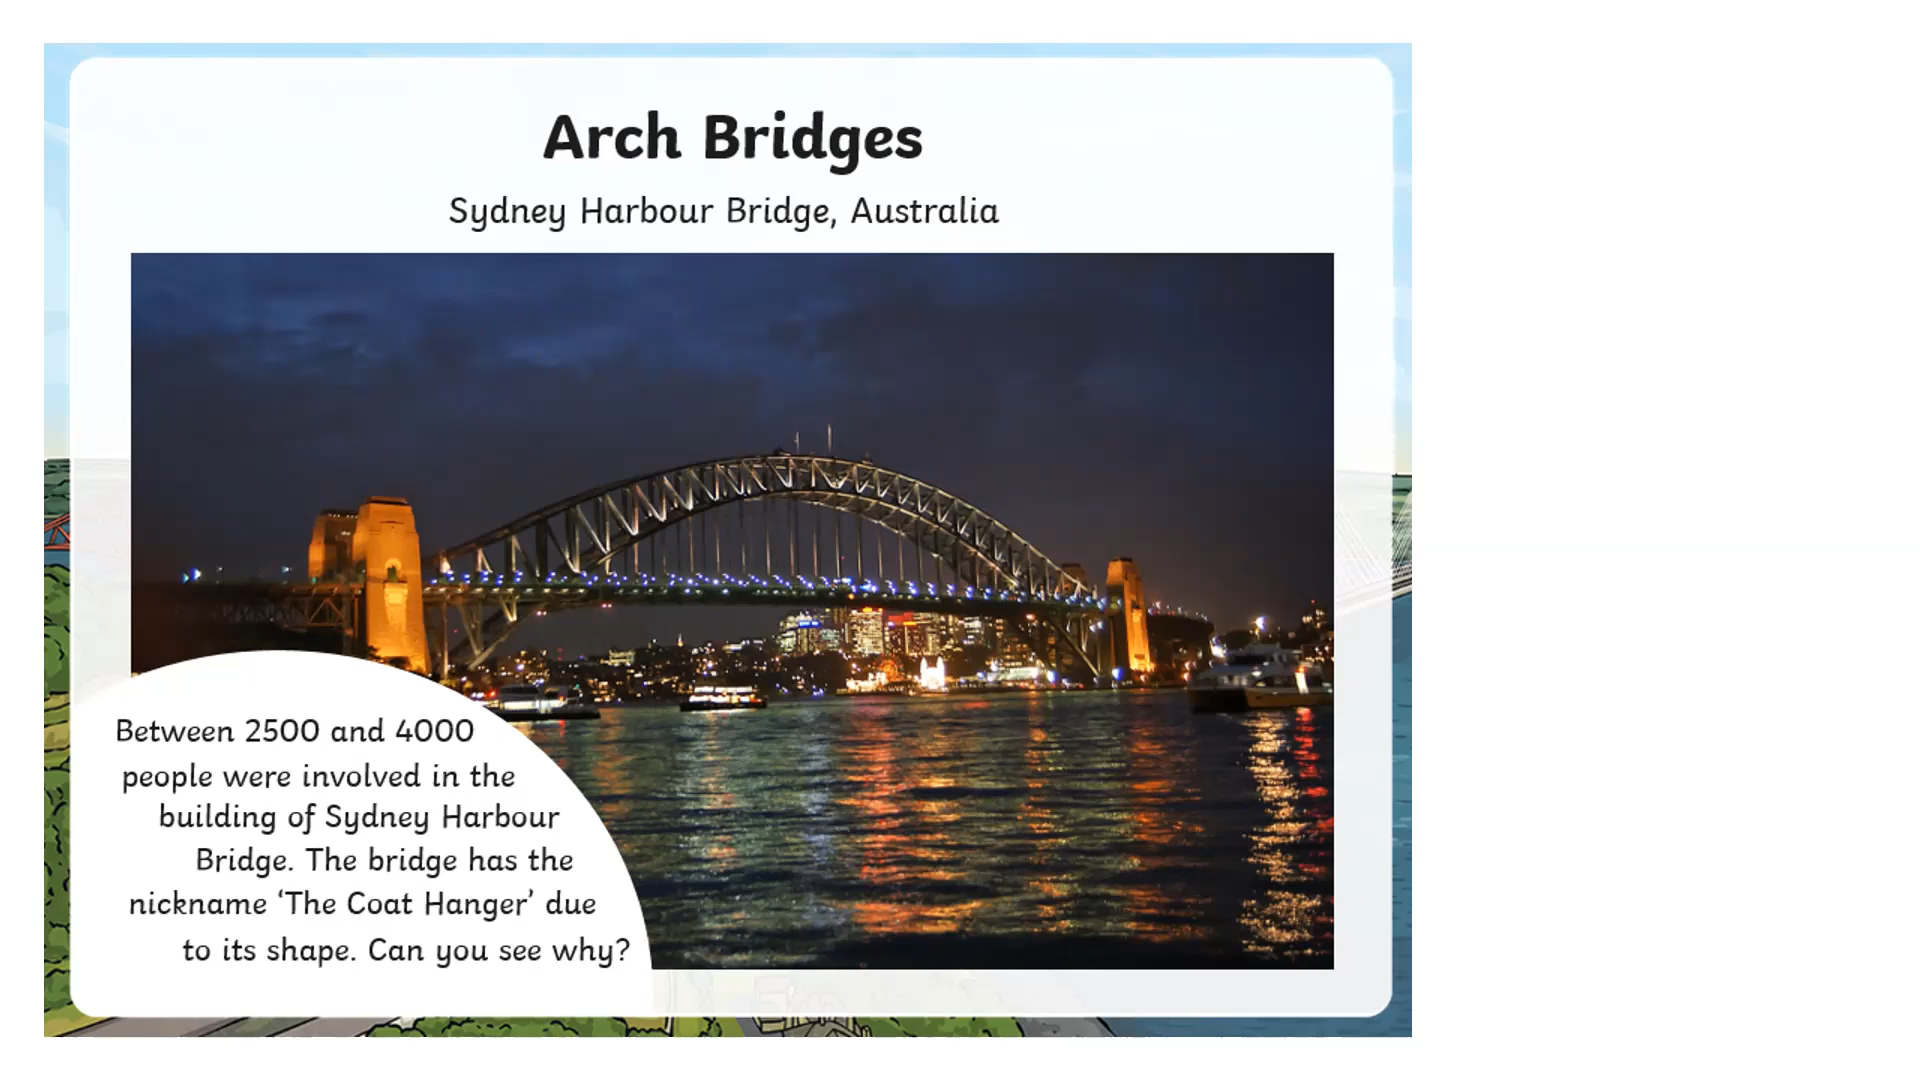 Arch Bridges
Sydney Harbour Bridge, Australia
Between 2500 and 4000
people were involved in the
building of Sydney Harbour
Bridge. The bridge has the
nickname ‘The Coat Hanger’ due
to its shape. Can you see why?